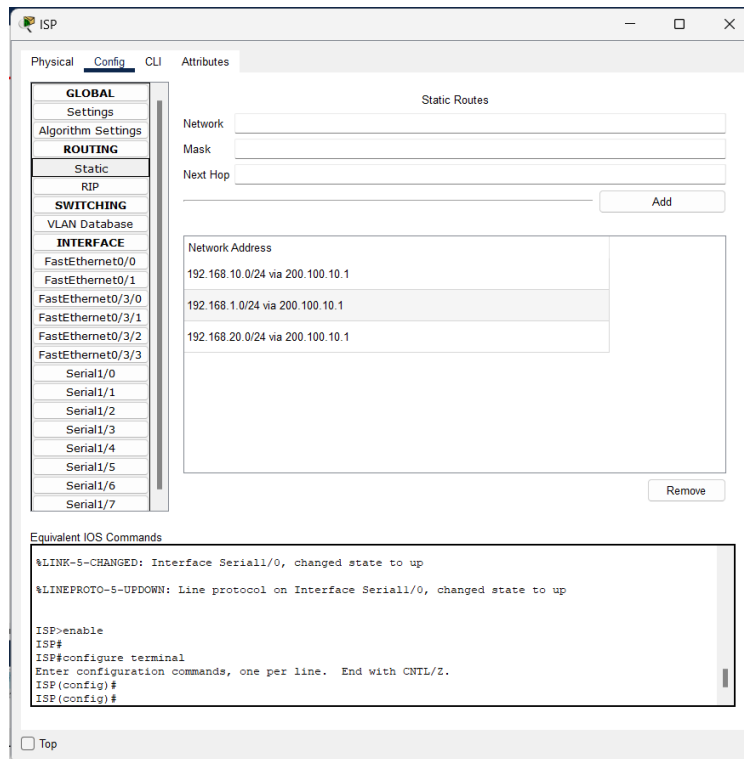 ISP
Physical Config CLI Attributes
GLOBAL
Settings
Algorithm Settings
ROUTING
Static
RIP
SWITCHING
VLAN Database
INTERFACE
FastEthernet0/0
FastEthernet0/1
FastEthernet0/3/0
FastEthernet0/3/1
FastEthernet0/3/2
FastEthernet0/3/3
Serial1/0
Serial1/1
Serial1/2
Serial1/3
Serial1/4
Serial1/5
Serial1/6
Serial1/7
Static Routes
Network
Mask
Next Hop
Add
Network Address
192.168.10.0/24 via 200.100.10.1
192.168.1.0/24 via 200.100.10.1
192.168.20.0/24 via 200.100.10.1
Remove
Equivalent IOS Commands
%LINK-5-CHANGED: Interface Serial1/0, changed state to up
%LINEPROTO-5-UPDOWN: Line protocol on Interface Serial1/0, changed state to up
ISP>enable
ISP#
ISP#configure terminal
Enter configuration commands, one per line. End with CNTL/Z.
ISP(config)#
ISP(config)#
Top